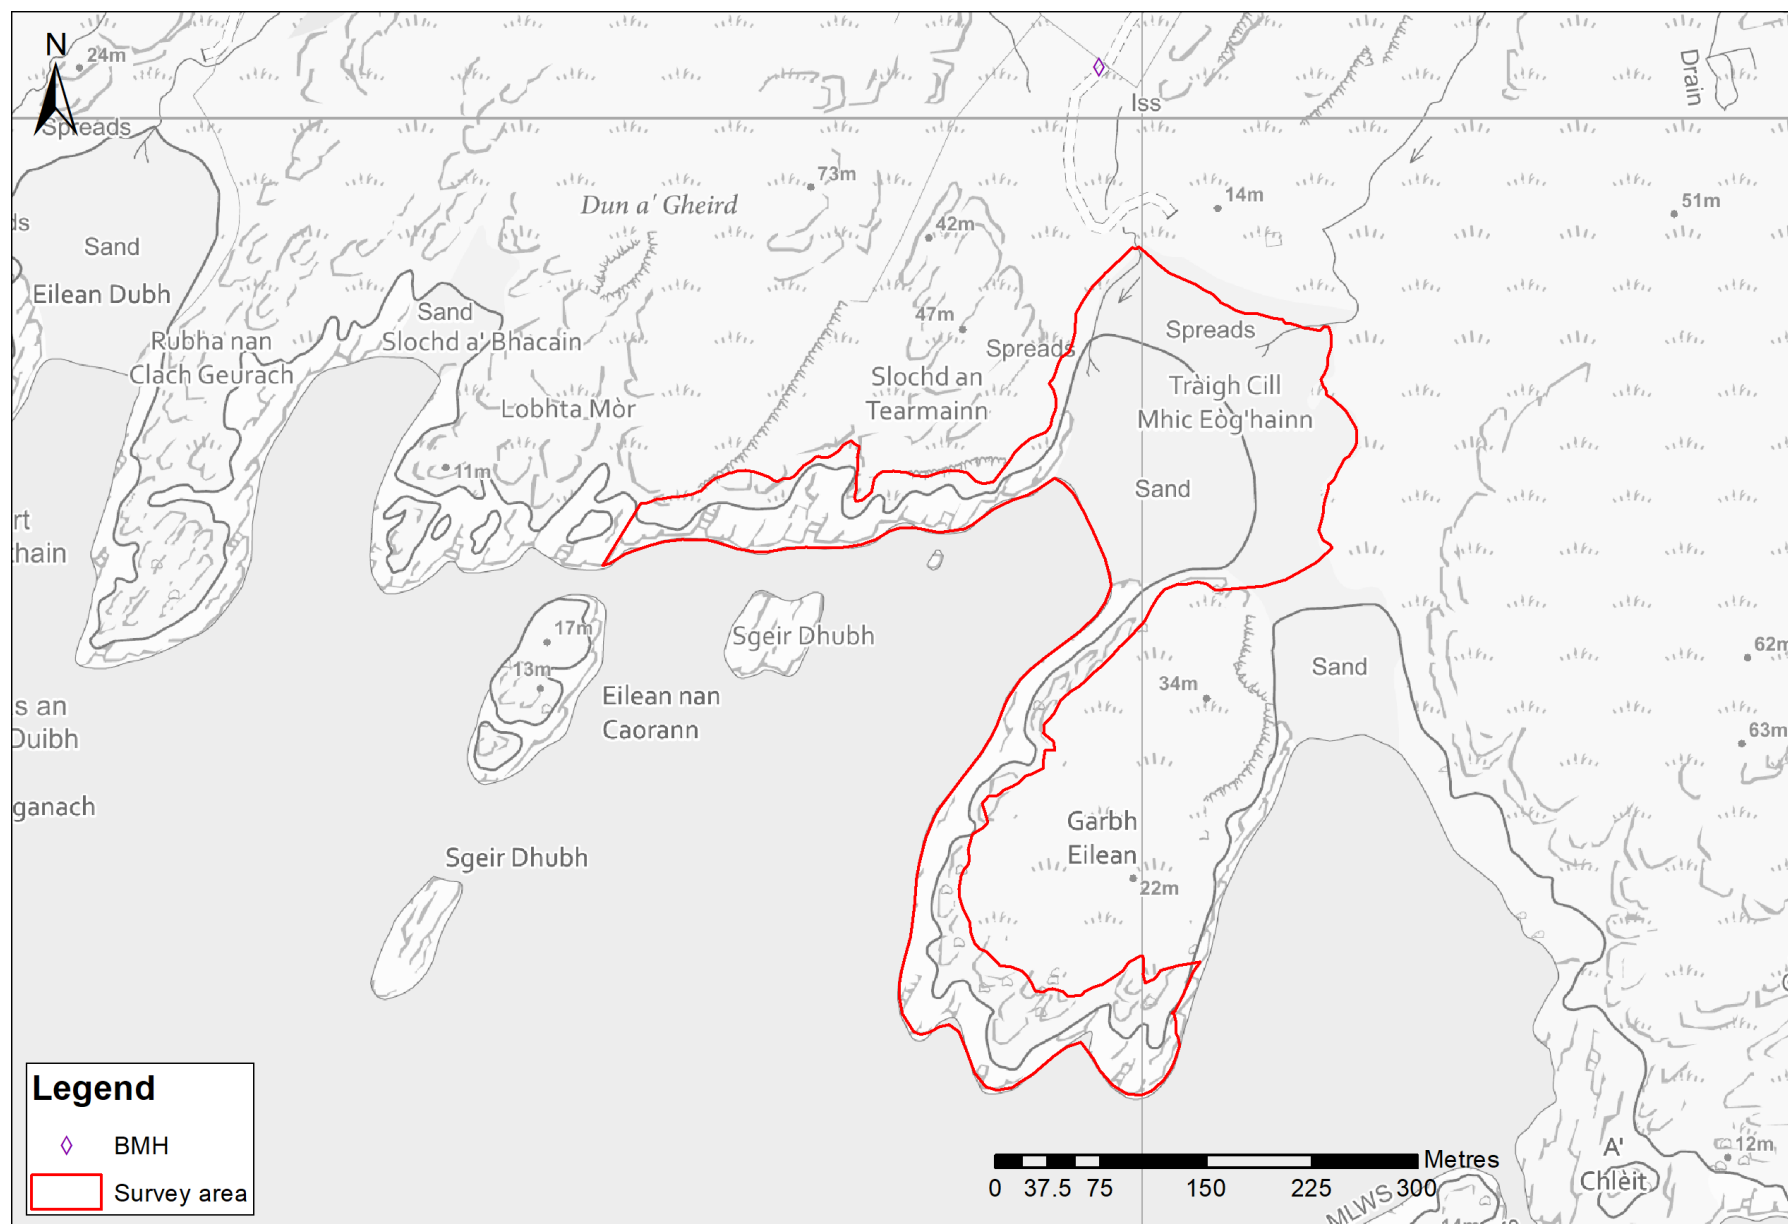 N
24m
Drain
Iss
Spreads
73m
14m
51m
Dun a' Gheird
42m
ds
Sand
Eilean Dubh
Sand
47m
Rubha nan
Clach Geurach
Slochd a' Bhacain
Spreads
Spreads
Slochd an
Tearmainn
Tràigh Cill
Mhic Eòg'hainn
Lobhta Mòr
11m
Sand
rt
thain
17m
Sgeir Dhubh
13m
Sand
62m
34m
Eilean nan
Caorann
s an
Duibh
63m
ganach
Garbh
Eilean
22m
Sgeir Dhubh
Legend
BMH
Survey area
A'
Chlèit
12m
Metres
0 37.5 75 150 225 300
MLWS
14m